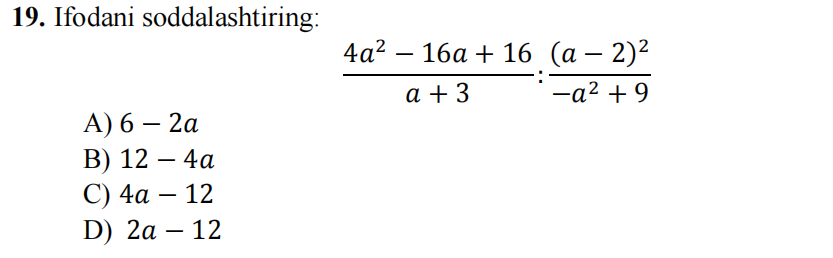 19. Ifodani soddalashtiring:
4a² − 16a + 16 (a − 2)²
:
a + 3 −a² + 9
A) 6 − 2a
B) 12 − 4a
C) 4a − 12
D) 2a − 12